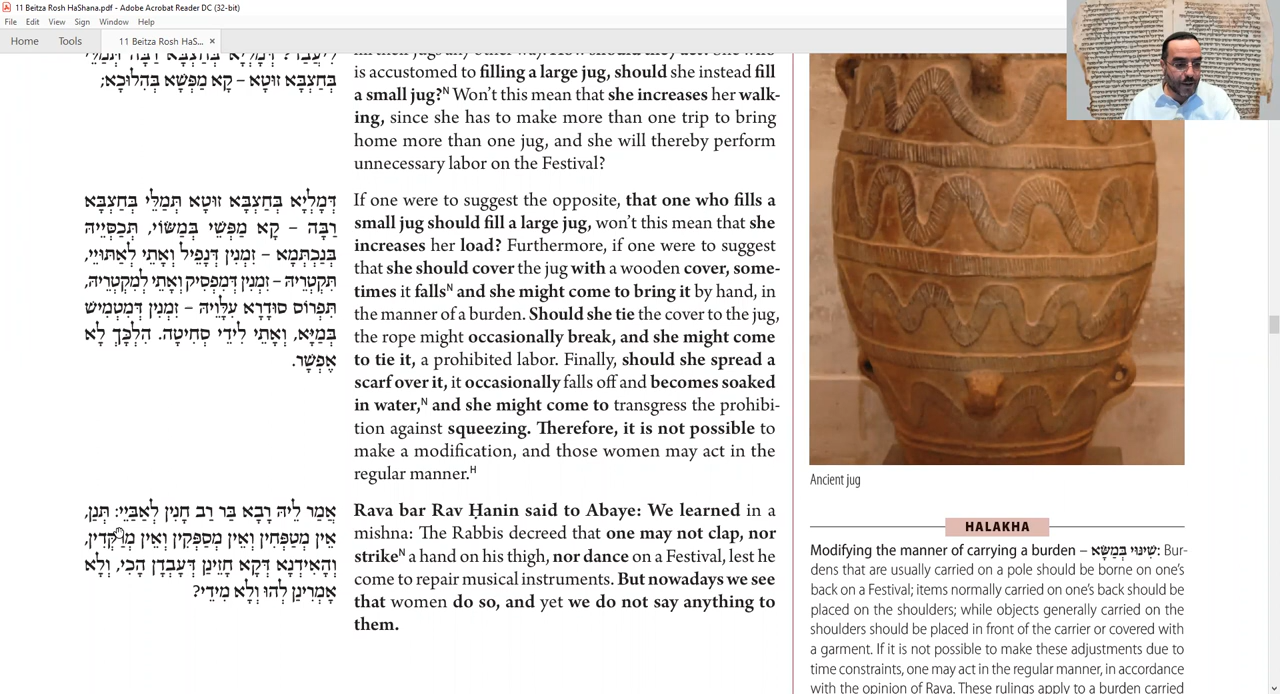 11 Beitza Rosh HaShana.pdf - Adobe Acrobat Reader DC (32-bit)
File Edit View Sign Window Help
Home Tools 11 Beitza Rosh HaS... ×
בְּחַצְבָּא זוּטָא – קָא מַפְּשָׁא בְּהִלּוּכָא;
דְּמָלְיָא בְּחַצְבָּא זוּטָא תִּמַלֵּי בְּחַצְבָּא
רַבָּה – קָא מַפְּשֵׁי בְּמַשּׂוֹי, תְּכַסְּיֵיהּ
בְּנַכְתְּמָא – זִימְנִין דְּנָפֵיל וְאָתֵי לְאַתּוֹיֵי,
תִּקְטְרֵיהּ – זִימְנִין דְּמִפְסִיק וְאָתֵי לְמִקְטְרֵיהּ,
תִּפְרוֹס סוּדָרָא עִלָּוֵיהּ – זִימְנִין דְּמִטְמִישׁ
בְּמַיָּא, וְאָתֵי לִידֵי סְחִיטָה. הִלְכָּךְ לָא
אֶפְשָׁר.
אֲמַר לֵיהּ רָבָא בַּר רַב חָנִין לְאַבַּיֵי: תְּנַן,
אֵין מְטַפְּחִין וְאֵין מְסַפְּקִין וְאֵין מְרַקְּדִין,
וְהָאִידָּנָא דְּקָא חָזֵינַן דְּעָבְדָן הָכִי, וְלָא
אָמְרִינַן לְהוּ וְלָא מִידֵי?
is accustomed to filling a large jug, should she instead fill
a small jug?N Won't this mean that she increases her walk-
ing, since she has to make more than one trip to bring
home more than one jug, and she will thereby perform
unnecessary labor on the Festival?
If one were to suggest the opposite, that one who fills a
small jug should fill a large jug, won't this mean that she
increases her load? Furthermore, if one were to suggest
that she should cover the jug with a wooden cover, some-
times it fallsN and she might come to bring it by hand, in
the manner of a burden. Should she tie the cover to the jug,
the rope might occasionally break, and she might come
to tie it, a prohibited labor. Finally, should she spread a
scarf over it, it occasionally falls off and becomes soaked
in water,N and she might come to transgress the prohibi-
tion against squeezing. Therefore, it is not possible to
make a modification, and those women may act in the
regular manner.H
Rava bar Rav Ḥanin said to Abaye: We learned in a
mishna: The Rabbis decreed that one may not clap, nor
strikeN a hand on his thigh, nor dance on a Festival, lest he
come to repair musical instruments. But nowadays we see
that women do so, and yet we do not say anything to
them.
Ancient jug
HALAKHA
Modifying the manner of carrying a burden – שִׁינּוּי בְּמַשָּׂא: Bur-
dens that are usually carried on a pole should be borne on one's
back on a Festival; items normally carried on one's back should be
placed on the shoulders; while objects generally carried on the
shoulders should be placed in front of the carrier or covered with
a garment. If it is not possible to make these adjustments due to
time constraints, one may act in the regular manner, in accordance
with the opinion of Rava. These rulings apply to a burden carried